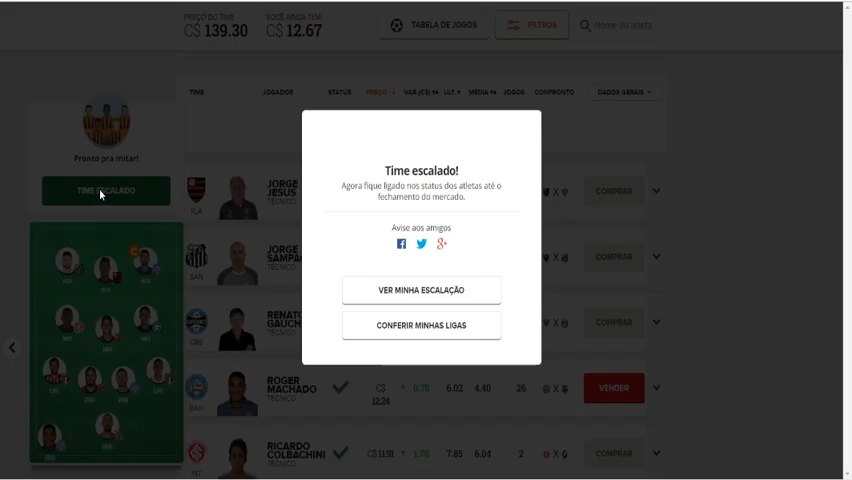 PREÇO DO TIME
C$ 139.30
VOCÊ AINDA TEM
C$ 12.67
TABELA DE JOGOS
FILTROS
Nome do atleta
TIME JOGADOR STATUS PREÇO VAR.(C$) ÚLT. MÉDIA JOGOS CONFRONTO DADOS GERAIS
Pronto pra mitar!
TIME ESCALADO
Time escalado!
Agora fique ligado nos status dos atletas até o
fechamento do mercado.
Avise aos amigos
VER MINHA ESCALAÇÃO
CONFERIR MINHAS LIGAS
FLA
JORGE
JESUS
TÉCNICO
X
COMPRAR
SAN
JORGE
SAMPA
TÉCNICO
X
COMPRAR
GRE
RENATO
GAUCH
TÉCNICO
X
COMPRAR
BAH
ROGER
MACHADO
TÉCNICO
C$
12.24
0.70 6.02 4.40 26 X
VENDER
INT
RICARDO
COLBACHINI
TÉCNICO
C$ 11.91 1.70 7.85 6.04 2 X
COMPRAR